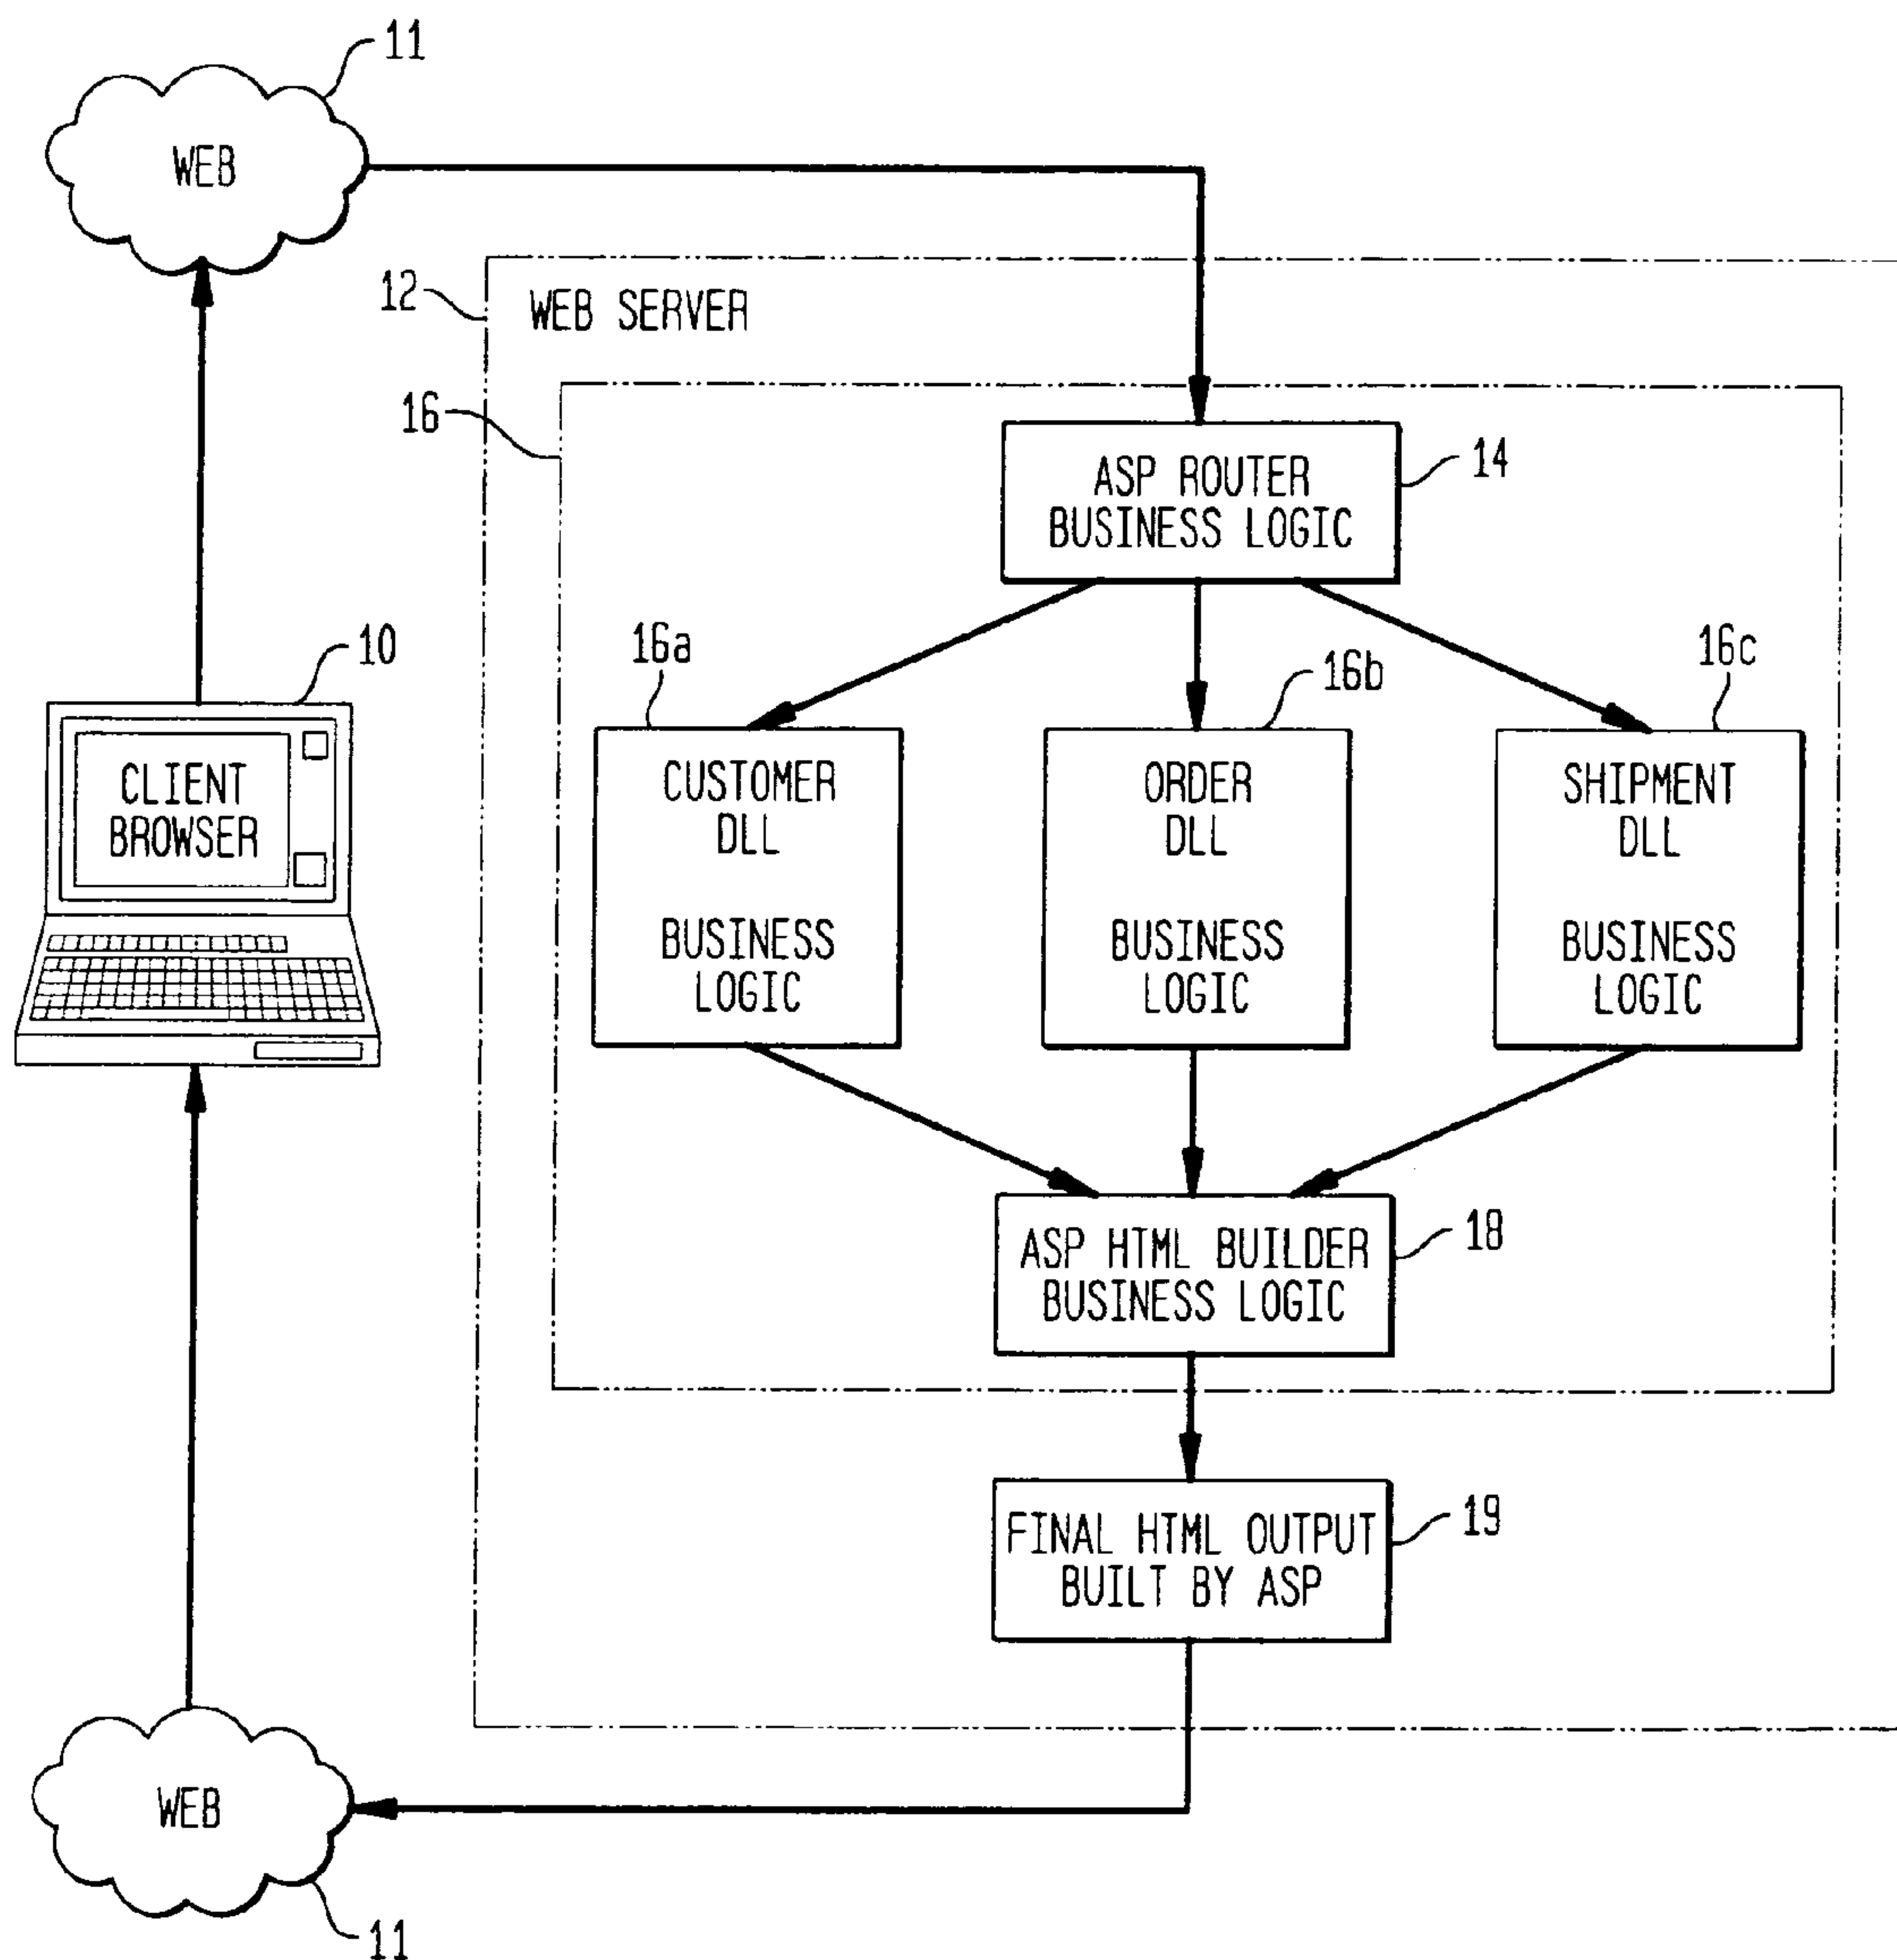 11
WEB
12
WEB SERVER
16
ASP ROUTER
BUSINESS LOGIC
14
10
CLIENT
BROWSER
16a
CUSTOMER
DLL
BUSINESS
LOGIC
16b
ORDER
DLL
BUSINESS
LOGIC
16c
SHIPMENT
DLL
BUSINESS
LOGIC
ASP HTML BUILDER
BUSINESS LOGIC
18
FINAL HTML OUTPUT
BUILT BY ASP
19
WEB
11